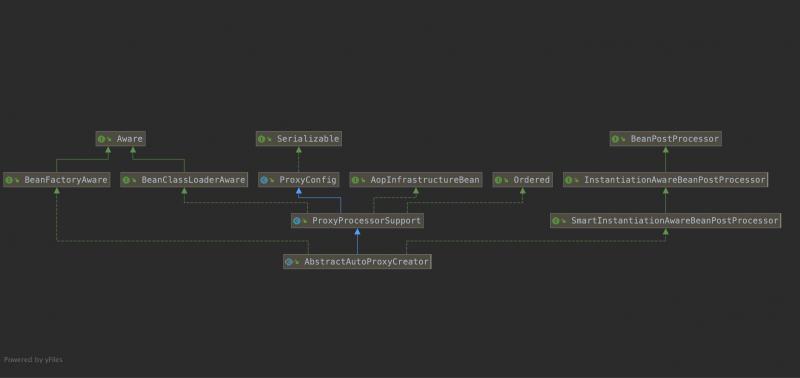 Aware
Serializable
BeanPostProcessor
BeanFactoryAware
BeanClassLoaderAware
ProxyConfig
AopInfrastructureBean
Ordered
InstantiationAwareBeanPostProcessor
ProxyProcessorSupport
SmartInstantiationAwareBeanPostProcessor
AbstractAutoProxyCreator
Powered by yFiles